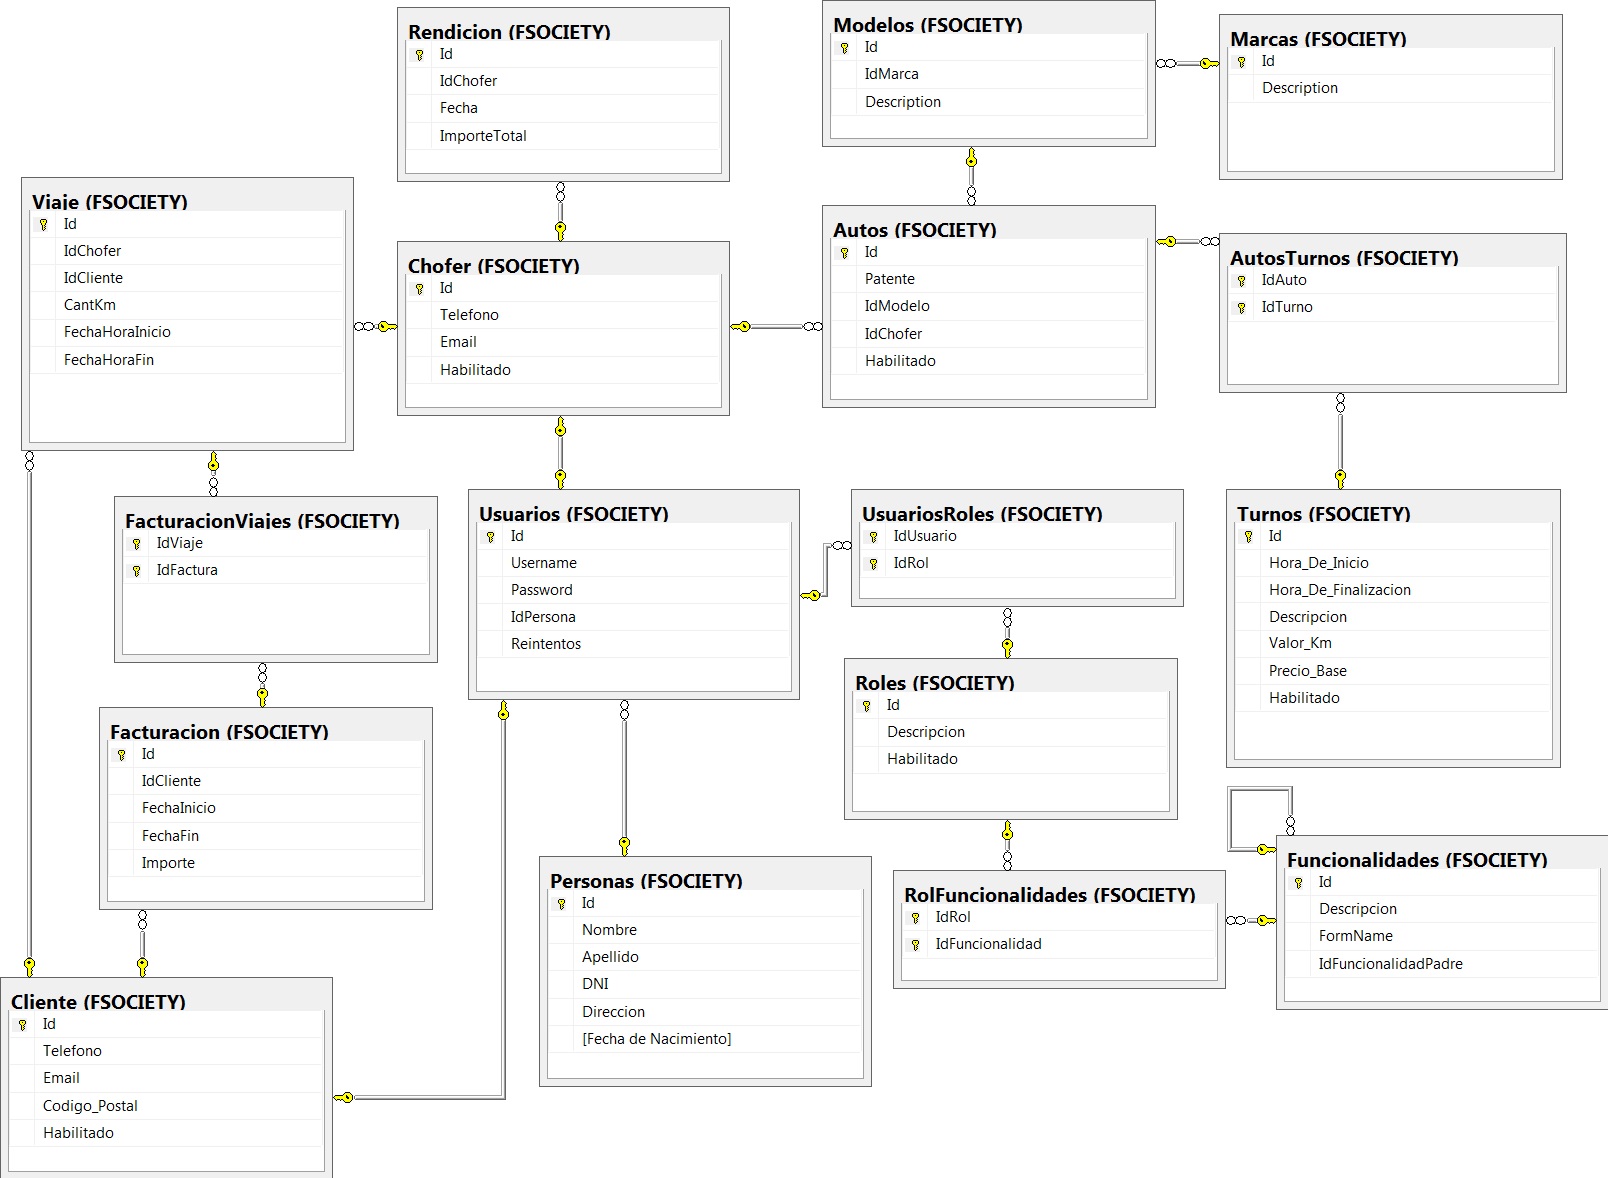 Rendicion (FSOCIETY)
Id
IdChofer
Fecha
ImporteTotal
Modelos (FSOCIETY)
Id
IdMarca
Description
Marcas (FSOCIETY)
Id
Description
Viaje (FSOCIETY)
Id
IdChofer
IdCliente
CantKm
FechaHoraInicio
FechaHoraFin
Chofer (FSOCIETY)
Id
Telefono
Email
Habilitado
Autos (FSOCIETY)
Id
Patente
IdModelo
IdChofer
Habilitado
AutosTurnos (FSOCIETY)
IdAuto
IdTurno
FacturacionViajes (FSOCIETY)
IdViaje
IdFactura
Usuarios (FSOCIETY)
Id
Username
Password
IdPersona
Reintentos
UsuariosRoles (FSOCIETY)
IdUsuario
IdRol
Turnos (FSOCIETY)
Id
Hora_De_Inicio
Hora_De_Finalizacion
Descripcion
Valor_Km
Precio_Base
Habilitado
Roles (FSOCIETY)
Id
Descripcion
Habilitado
Facturacion (FSOCIETY)
Id
IdCliente
FechaInicio
FechaFin
Importe
Personas (FSOCIETY)
Id
Nombre
Apellido
DNI
Direccion
[Fecha de Nacimiento]
RolFuncionalidades (FSOCIETY)
IdRol
IdFuncionalidad
Funcionalidades (FSOCIETY)
Id
Descripcion
FormName
IdFuncionalidadPadre
Cliente (FSOCIETY)
Id
Telefono
Email
Codigo_Postal
Habilitado